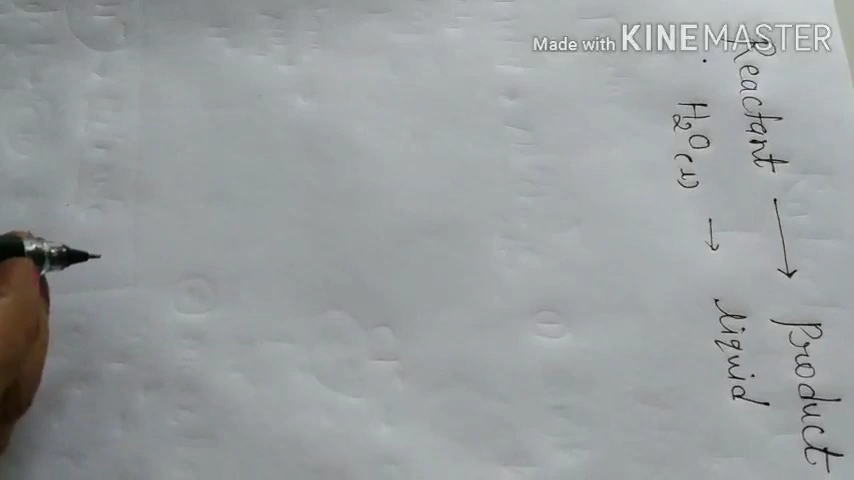 Made with KINEMASTER
Reactant → product
H₂O(l) → liquid